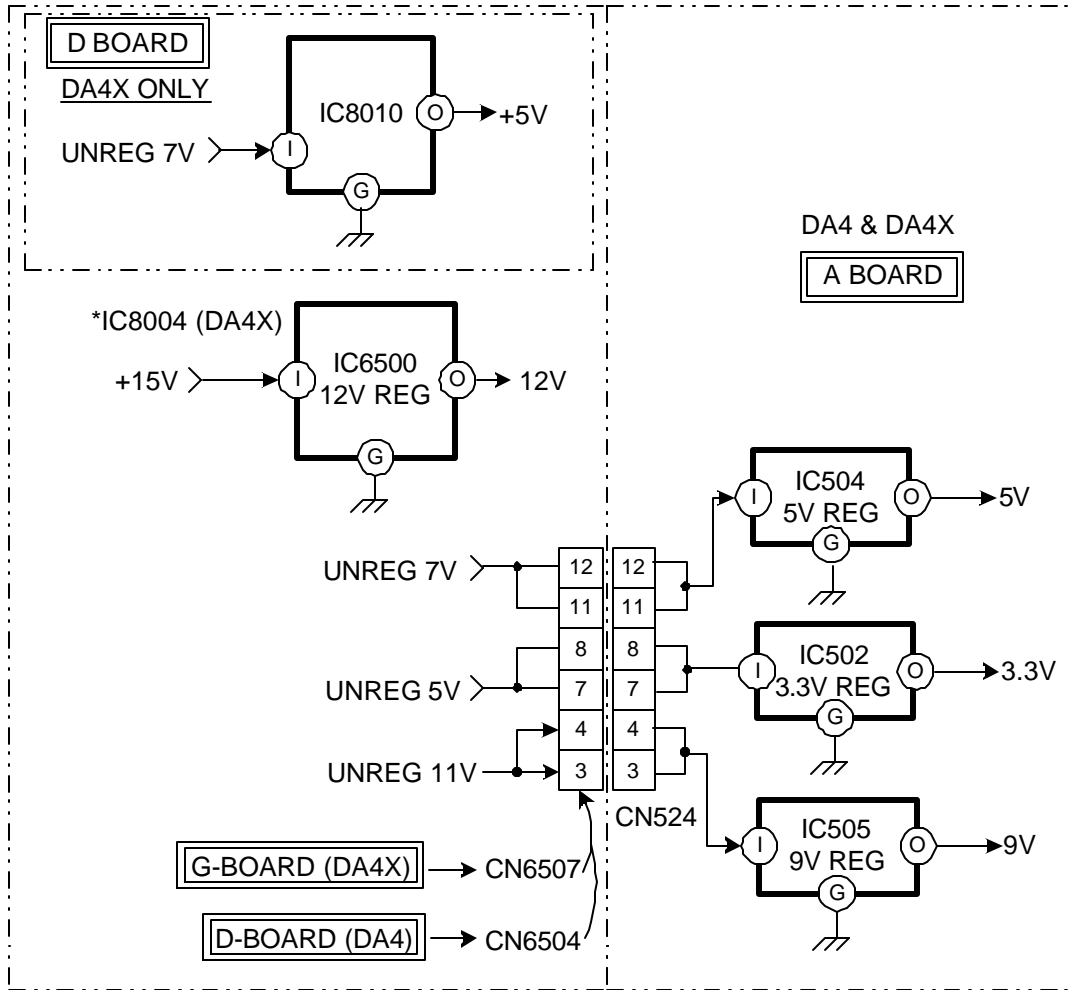 D BOARD
DA4X ONLY
UNREG 7V
I
IC8010
O
+5V
G
*IC8004 (DA4X)
+15V
I
IC6500
12V REG
O
12V
G
DA4 & DA4X
A BOARD
I
IC504
5V REG
O
5V
G
UNREG 7V
12
12
11
11
UNREG 5V
8
8
7
7
I
IC502
3.3V REG
O
3.3V
G
UNREG 11V
4
4
3
3
CN524
I
IC505
9V REG
O
9V
G
G-BOARD (DA4X)
CN6507
D-BOARD (DA4)
CN6504